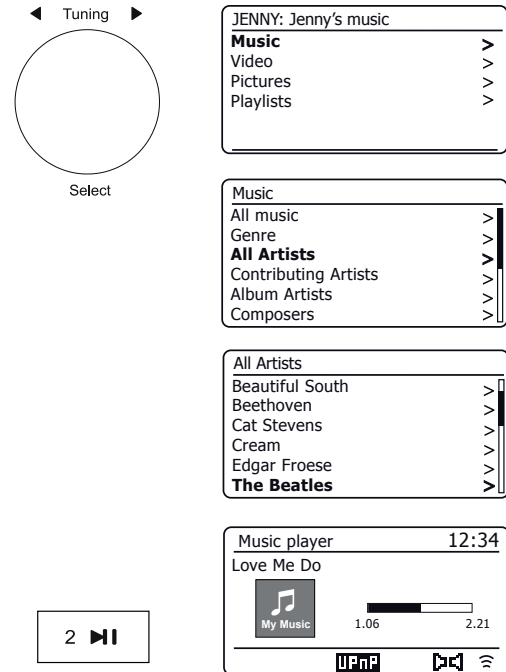 Tuning
Select
JENNY: Jenny's music
Music >
Video >
Pictures >
Playlists >
Music
All music >
Genre >
All Artists >
Contributing Artists >
Album Artists >
Composers >
All Artists
Beautiful South >
Beethoven >
Cat Stevens >
Cream >
Edgar Froese >
The Beatles >
Music player 12:34
Love Me Do
My Music
1.06 2.21
UPnP
2